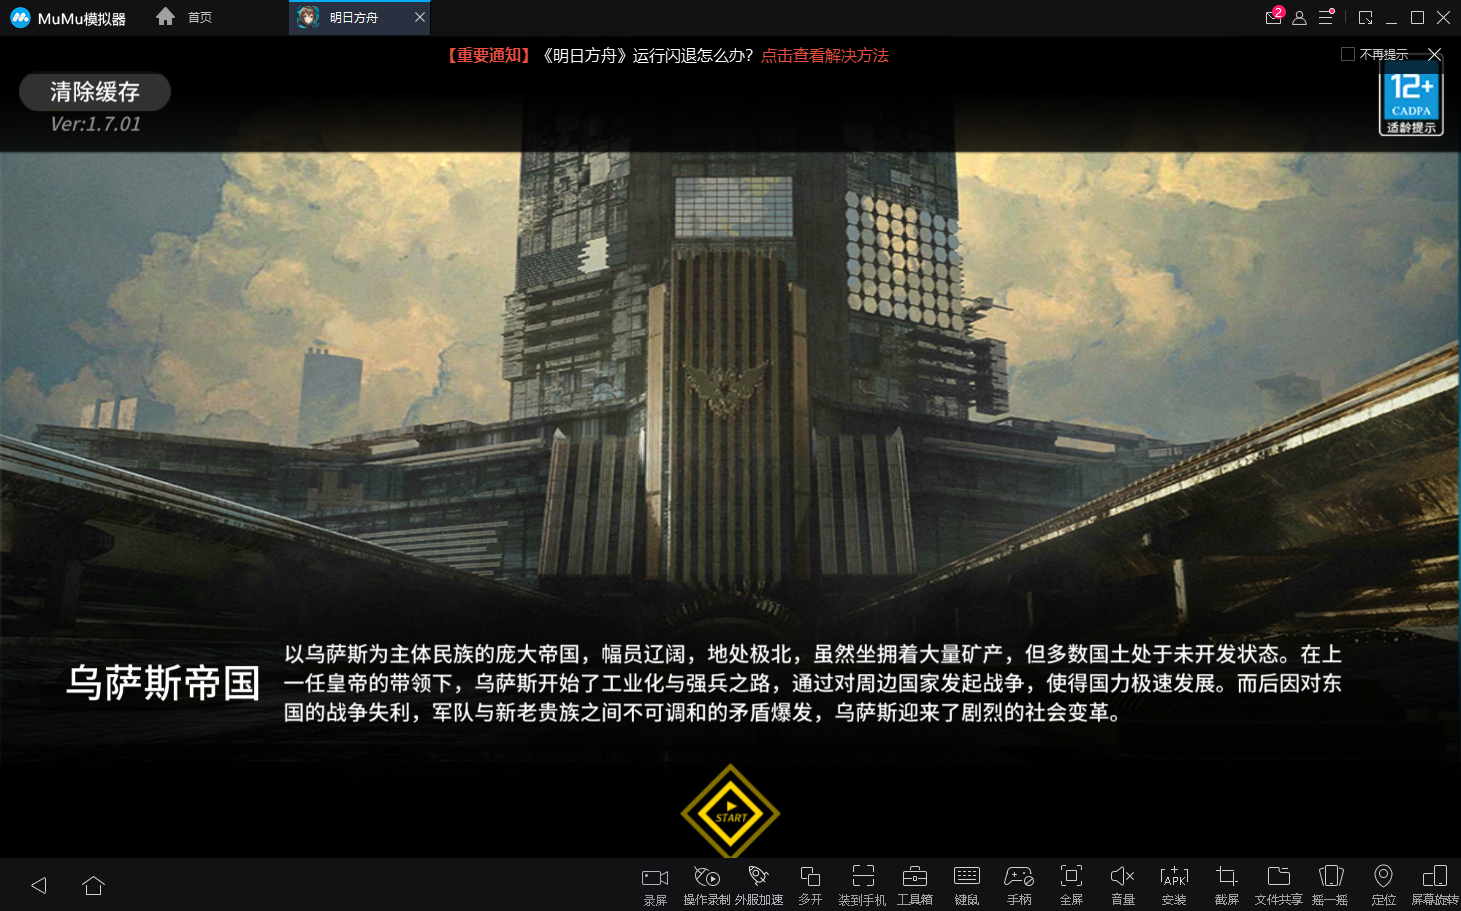 MuMu模拟器
首页
明日方舟
2
【重要通知】《明日方舟》运行闪退怎么办？点击查看解决方法
不再提示
清除缓存
Ver:1.7.01
12+
CADPA
适龄提示
乌萨斯帝国
以乌萨斯为主体民族的庞大帝国，幅员辽阔，地处极北，虽然坐拥着大量矿产，但多数国土处于未开发状态。在上
一任皇帝的带领下，乌萨斯开始了工业化与强兵之路，通过对周边国家发起战争，使得国力极速发展。而后因对东
国的战争失利，军队与新老贵族之间不可调和的矛盾爆发，乌萨斯迎来了剧烈的社会变革。
START
APK
录屏 操作录制 外服加速 多开 装到手机 工具箱 键鼠 手柄 全屏 音量 安装 截屏 文件共享 摇一摇 定位 屏幕旋转